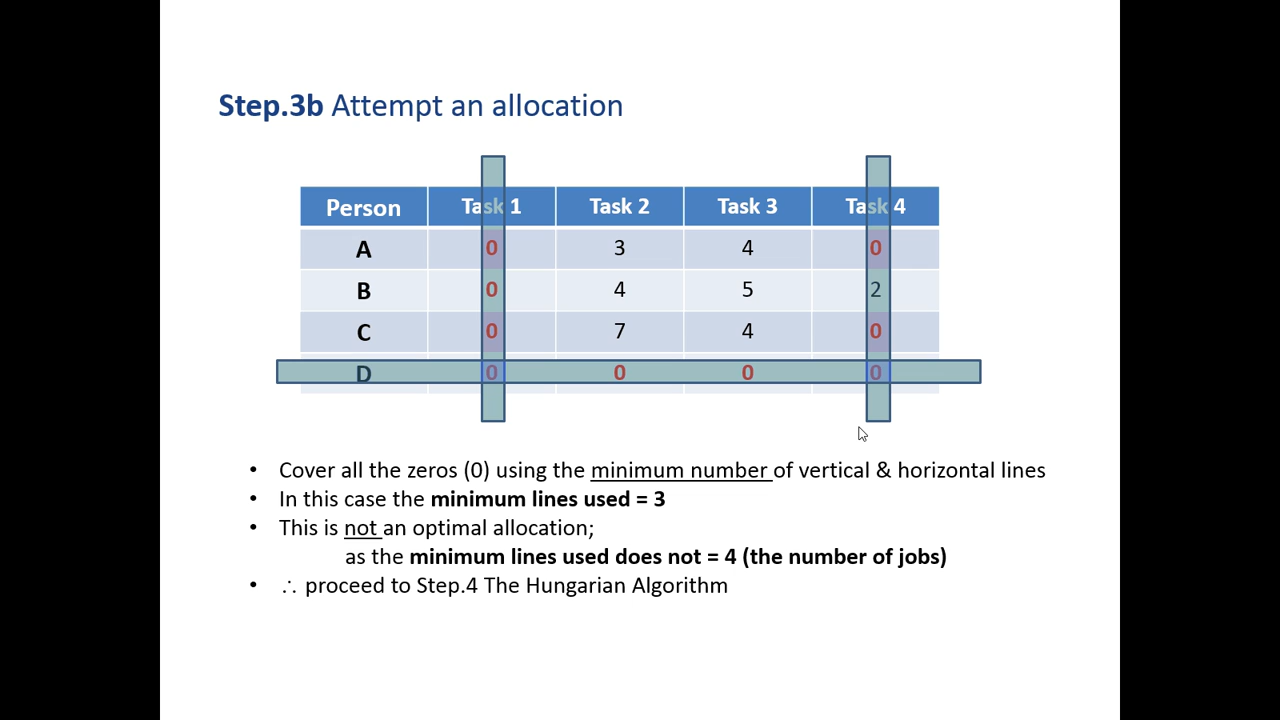 Step.3b Attempt an allocation
Person Task 1 Task 2 Task 3 Task 4
A 0 3 4 0
B 0 4 5 2
C 0 7 4 0
D 0 0 0 0
• Cover all the zeros (0) using the minimum number of vertical & horizontal lines
• In this case the minimum lines used = 3
• This is not an optimal allocation;
as the minimum lines used does not = 4 (the number of jobs)
• ∴ proceed to Step.4 The Hungarian Algorithm